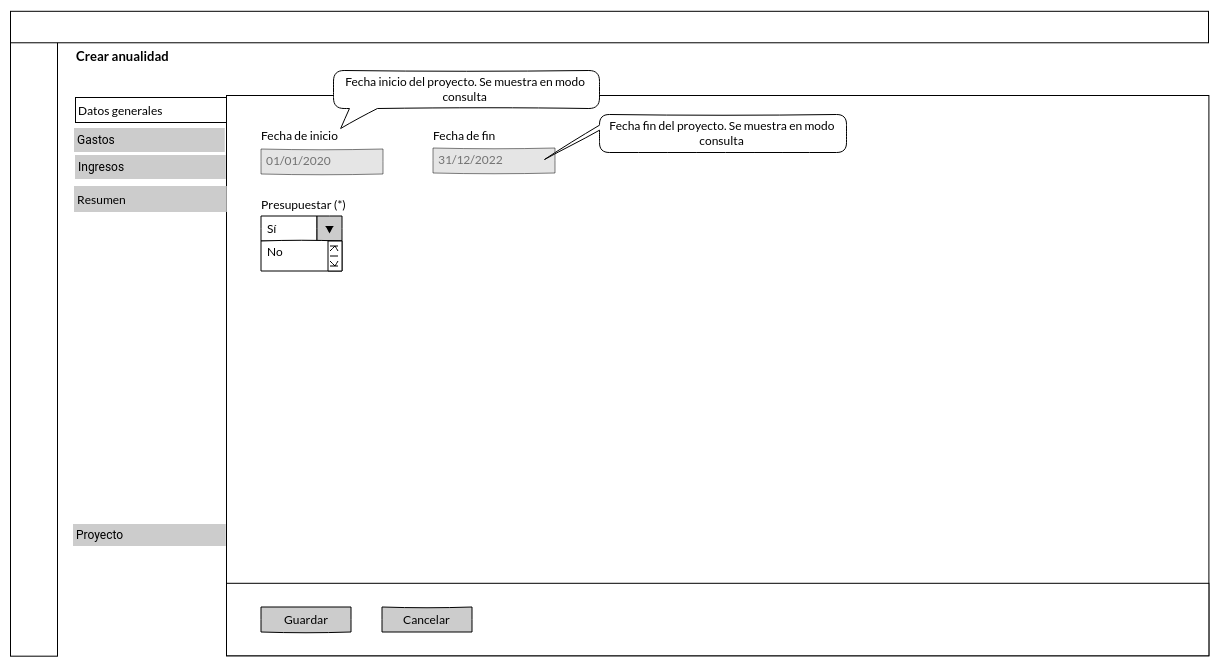 Crear anualidad
Fecha inicio del proyecto. Se muestra en modo
consulta
Datos generales
Gastos
Ingresos
Resumen
Proyecto
Fecha de inicio
01/01/2020
Fecha de fin
31/12/2022
Fecha fin del proyecto. Se muestra en modo
consulta
Presupuestar (*)
Sí
No
Guardar
Cancelar